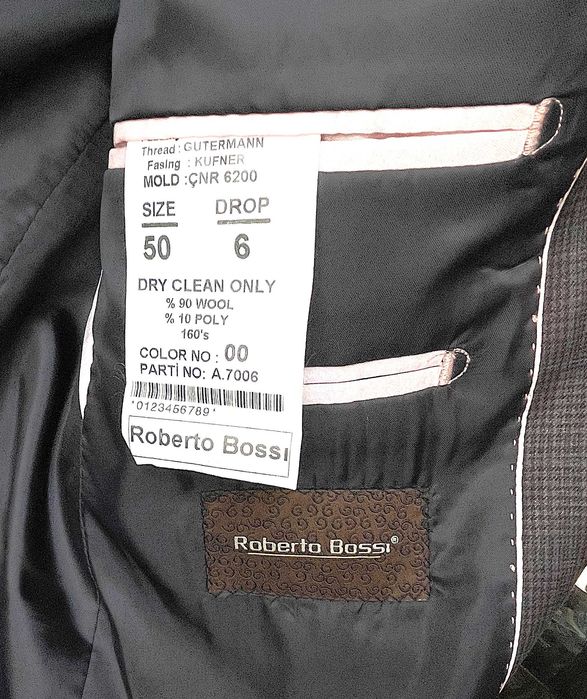 Thread : GUTERMANN
Fasing : KUFNER
MOLD :ÇNR 6200
SIZE DROP
50 6
DRY CLEAN ONLY
% 90 WOOL
% 10 POLY
160's
COLOR NO : 00
PARTİ NO: A.7006
*0123456789*
Roberto Bossi
Roberto Bossi®